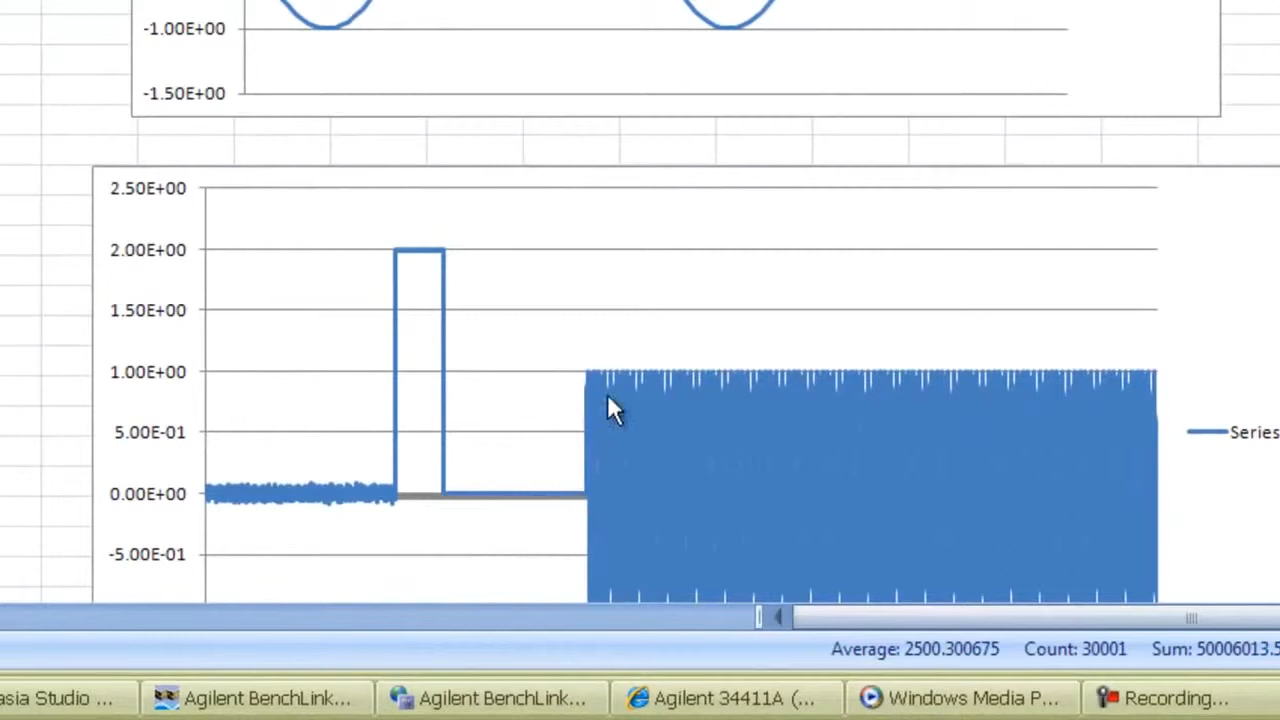 -1.00E+00
-1.50E+00
2.50E+00
2.00E+00
1.50E+00
1.00E+00
5.00E-01
0.00E+00
-5.00E-01
Series
Average: 2500.300675 Count: 30001 Sum: 50006013.5
asia Studio ... Agilent BenchLink... Agilent BenchLink... Agilent 34411A (... Windows Media P... Recording...